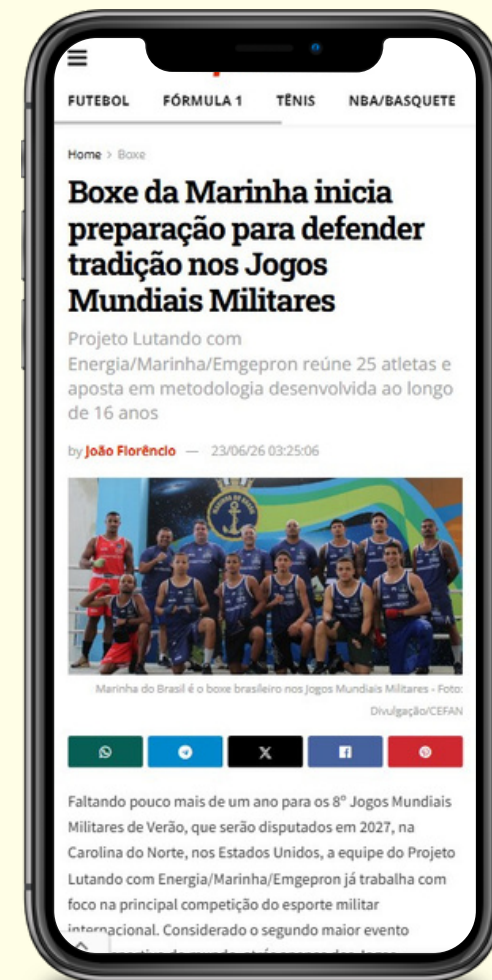 FUTEBOL FÓRMULA 1 TÊNIS NBA/BASQUETE
Home > Boxe
Boxe da Marinha inicia
preparação para defender
tradição nos Jogos
Mundiais Militares
Projeto Lutando com
Energia/Marinha/Emgepron reúne 25 atletas e
aposta em metodologia desenvolvida ao longo
de 16 anos
by João Florêncio — 23/06/26 03:25:06
MARINHA DO BRASIL
Marinha do Brasil é o boxe brasileiro nos Jogos Mundiais Militares - Foto:
Divulgação/CEFAN
Faltando pouco mais de um ano para os 8º Jogos Mundiais
Militares de Verão, que serão disputados em 2027, na
Carolina do Norte, nos Estados Unidos, a equipe do Projeto
Lutando com Energia/Marinha/Emgepron já trabalha com
foco na principal competição do esporte militar
internacional. Considerado o segundo maior evento